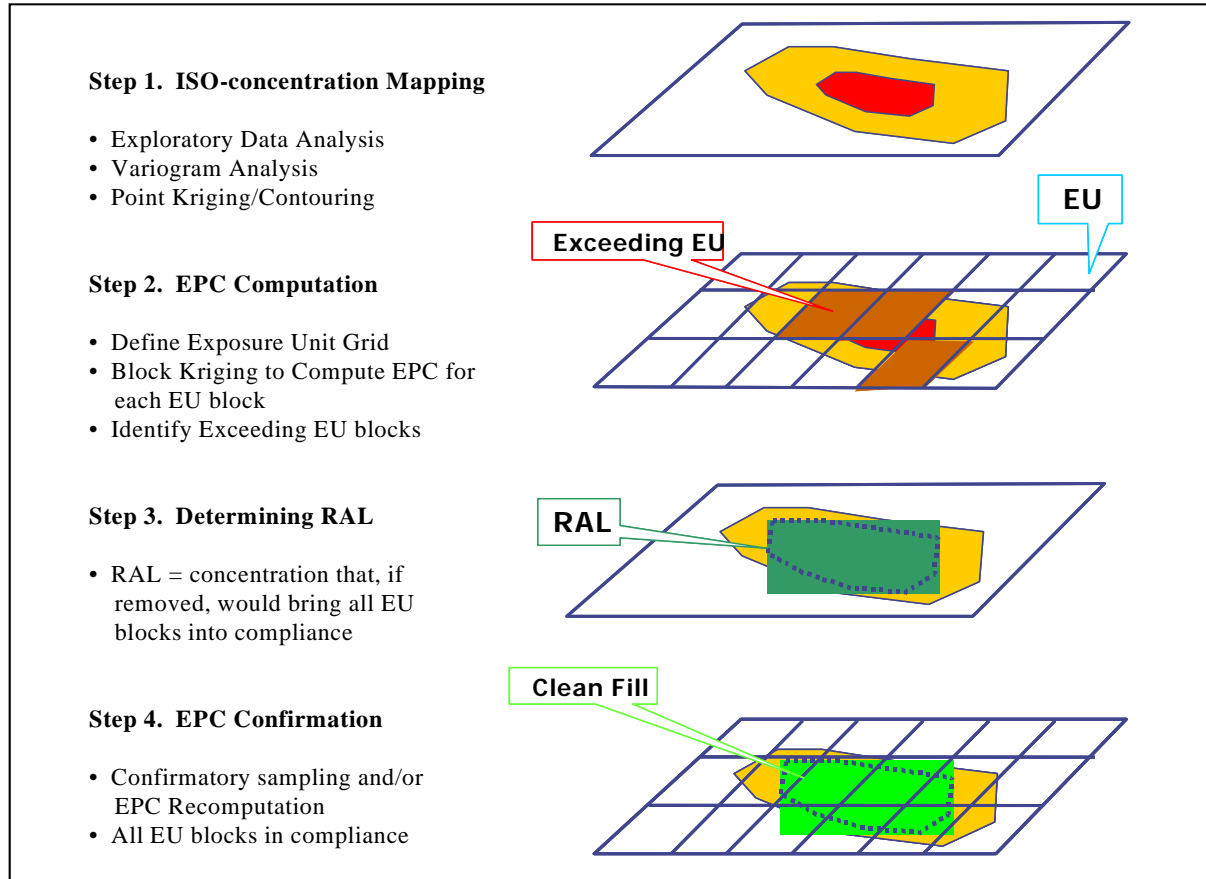 Step 1. ISO-concentration Mapping
• Exploratory Data Analysis
• Variogram Analysis
• Point Kriging/Contouring
EU
Exceeding EU
Step 2. EPC Computation
• Define Exposure Unit Grid
• Block Kriging to Compute EPC for
each EU block
• Identify Exceeding EU blocks
Step 3. Determining RAL
RAL
• RAL = concentration that, if
removed, would bring all EU
blocks into compliance
Clean Fill
Step 4. EPC Confirmation
• Confirmatory sampling and/or
EPC Recomputation
• All EU blocks in compliance